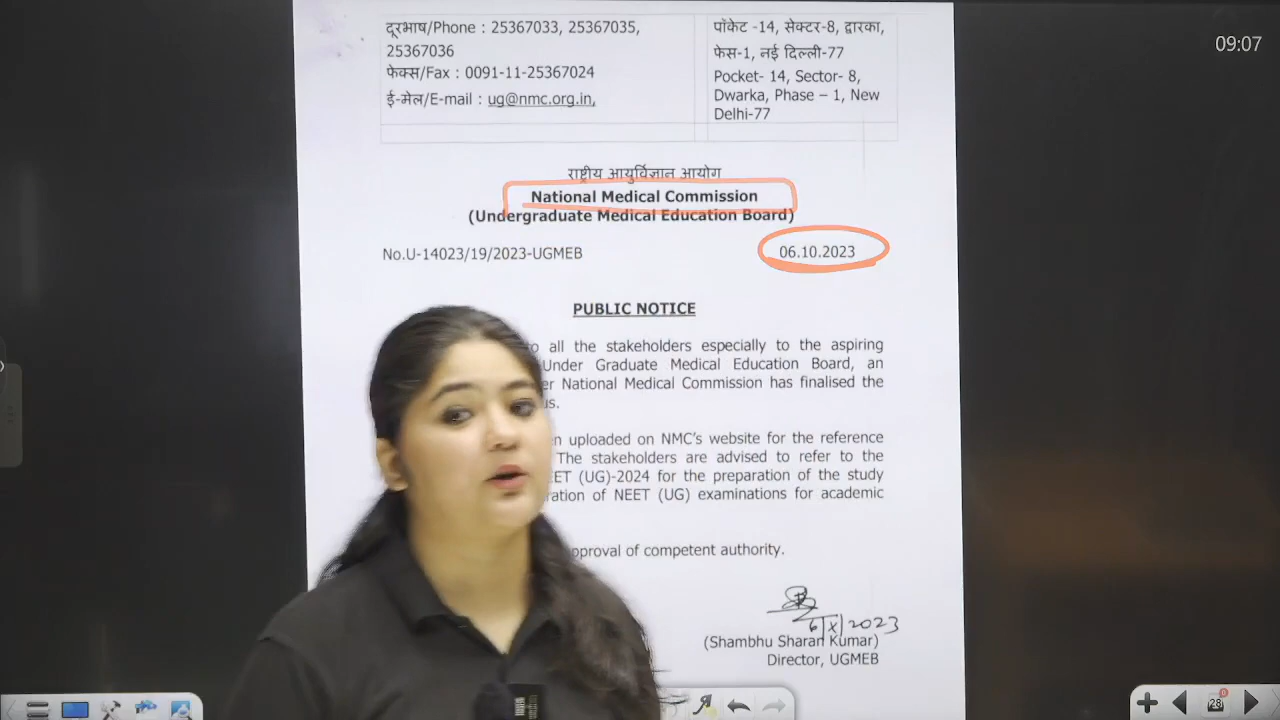 दूरभाष/Phone : 25367033, 25367035,
25367036
फेक्स/Fax : 0091-11-25367024
ई-मेल/E-mail : ug@nmc.org.in,
पॉकेट -14, सेक्टर-8, द्वारका,
फेस-1, नई दिल्ली-77
Pocket- 14, Sector- 8,
Dwarka, Phase – 1, New
Delhi-77
09:07
राष्ट्रीय आयुर्विज्ञान आयोग
National Medical Commission
(Undergraduate Medical Education Board)
No.U-14023/19/2023-UGMEB
06.10.2023
PUBLIC NOTICE
all the stakeholders especially to the aspiring
Under Graduate Medical Education Board, an
National Medical Commission has finalised the
uploaded on NMC's website for the reference
The stakeholders are advised to refer to the
(UG)-2024 for the preparation of the study
of NEET (UG) examinations for academic
of competent authority.
6/X/2023
(Shambhu Sharan Kumar)
Director, UGMEB
28